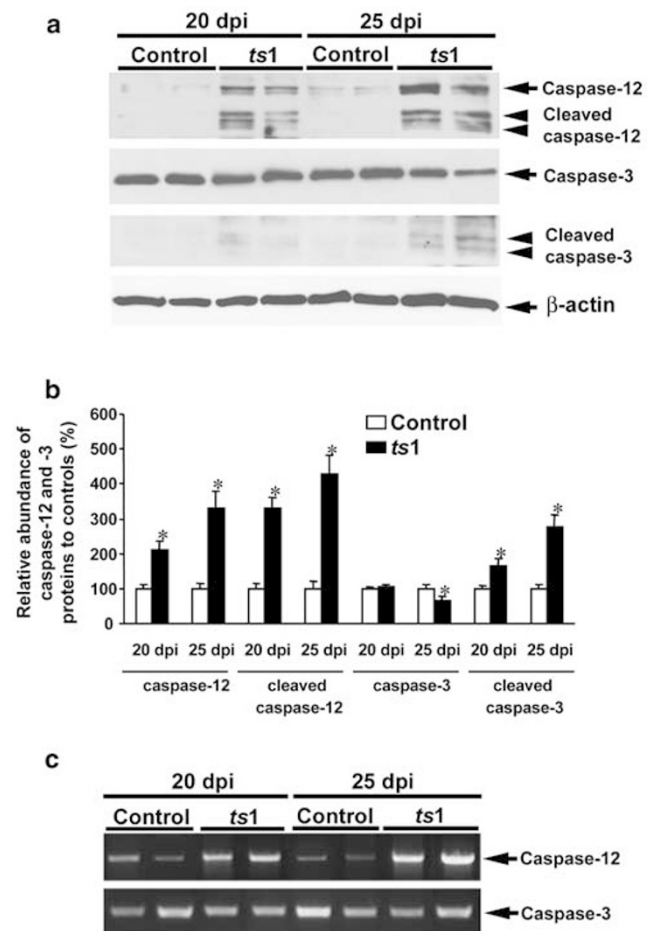 a
20 dpi 25 dpi
Control ts1 Control ts1
Caspase-12
Cleaved
caspase-12
Caspase-3
Cleaved
caspase-3
β-actin
b
Relative abundance of
caspase-12 and -3
proteins to controls (%)
600
500
400
300
200
100
0
Control
ts1
* * * * * * *
20 dpi 25 dpi 20 dpi 25 dpi 20 dpi 25 dpi 20 dpi 25 dpi
caspase-12 cleaved caspase-3 cleaved
caspase-12 caspase-3
c
20 dpi 25 dpi
Control ts1 Control ts1
Caspase-12
Caspase-3